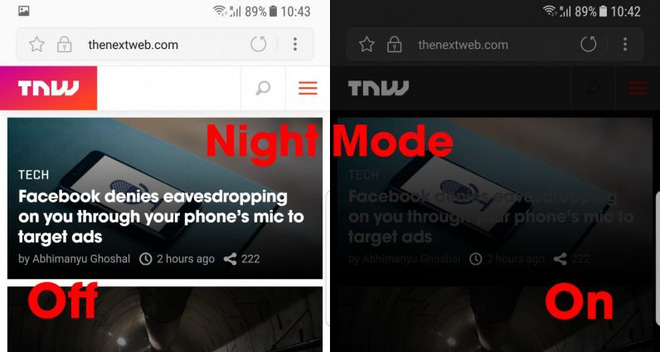 89% 10:43
thenextweb.com
TNW
TECH
Facebook denies eavesdropping
on you through your phone's mic to
target ads
by Abhimanyu Ghoshal 2 hours ago 222
Off
Night Mode
89% 10:42
thenextweb.com
TNW
TECH
Facebook denies eavesdropping
on you through your phone's mic to
target ads
by Abhimanyu Ghoshal 2 hours ago 222
On